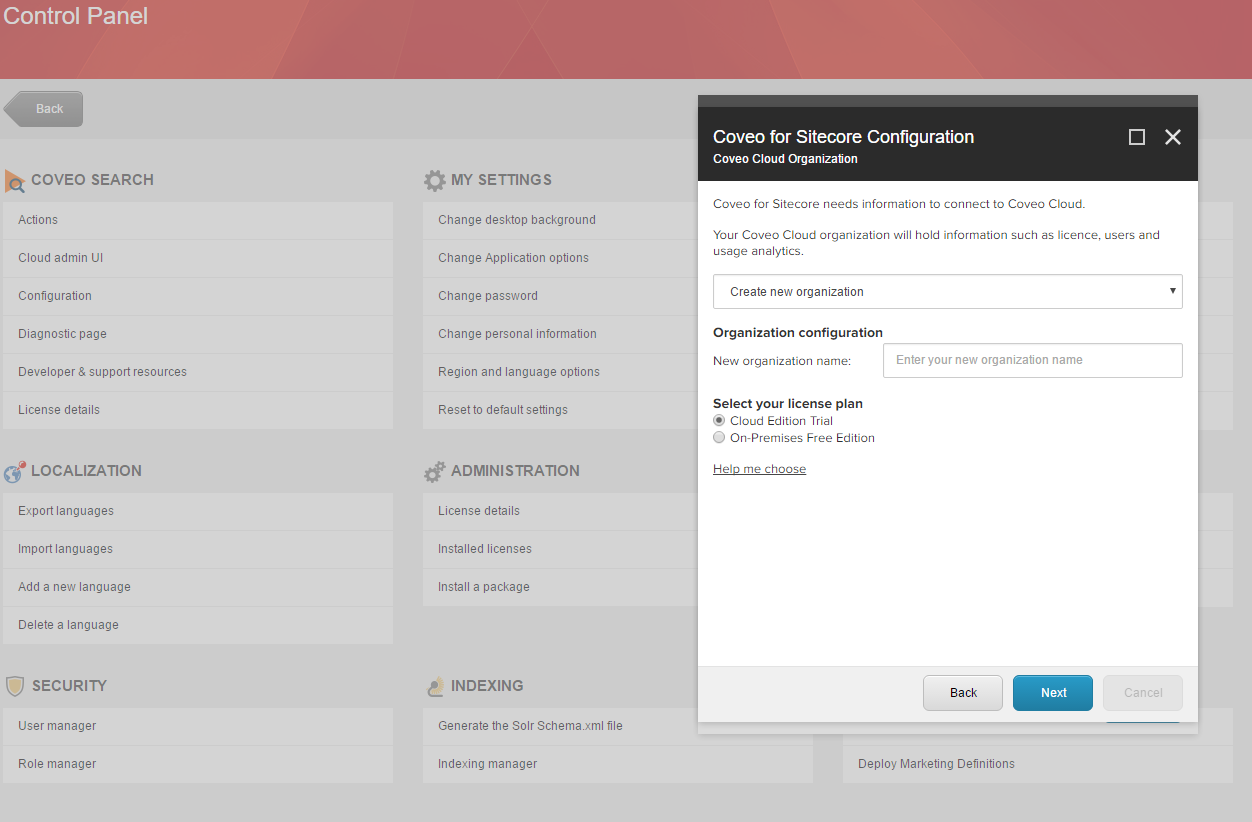 Control Panel
Back
COVEO SEARCH
Actions
Cloud admin UI
Configuration
Diagnostic page
Developer & support resources
License details
MY SETTINGS
Change desktop background
Change Application options
Change password
Change personal information
Region and language options
Reset to default settings
LOCALIZATION
Export languages
Import languages
Add a new language
Delete a language
ADMINISTRATION
License details
Installed licenses
Install a package
SECURITY
User manager
Role manager
INDEXING
Generate the Solr Schema.xml file
Indexing manager
Deploy Marketing Definitions
Coveo for Sitecore Configuration
Coveo Cloud Organization
Coveo for Sitecore needs information to connect to Coveo Cloud.
Your Coveo Cloud organization will hold information such as licence, users and
usage analytics.
Create new organization
Organization configuration
New organization name:
Enter your new organization name
Select your license plan
Cloud Edition Trial
On-Premises Free Edition
Help me choose
Back
Next
Cancel